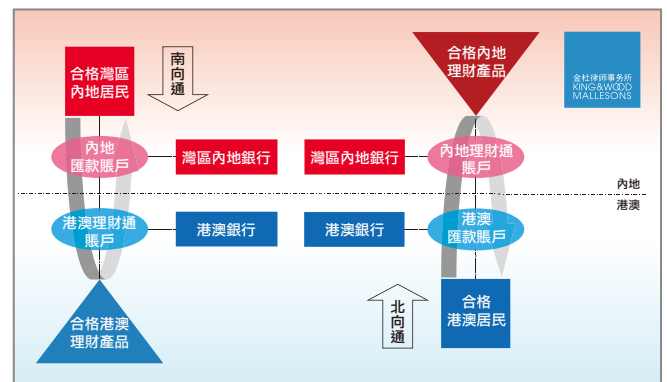 合格灣區
內地居民
南向通
內地
匯款賬戶
灣區內地銀行
港澳理財通
賬戶
港澳銀行
合格港澳
理財產品
合格內地
理財產品
金杜律师事务所
KING&WOOD
MALLESONS
灣區內地銀行
內地理財通
賬戶
內地
港澳
港澳銀行
港澳
匯款賬戶
北向通
合格
港澳居民